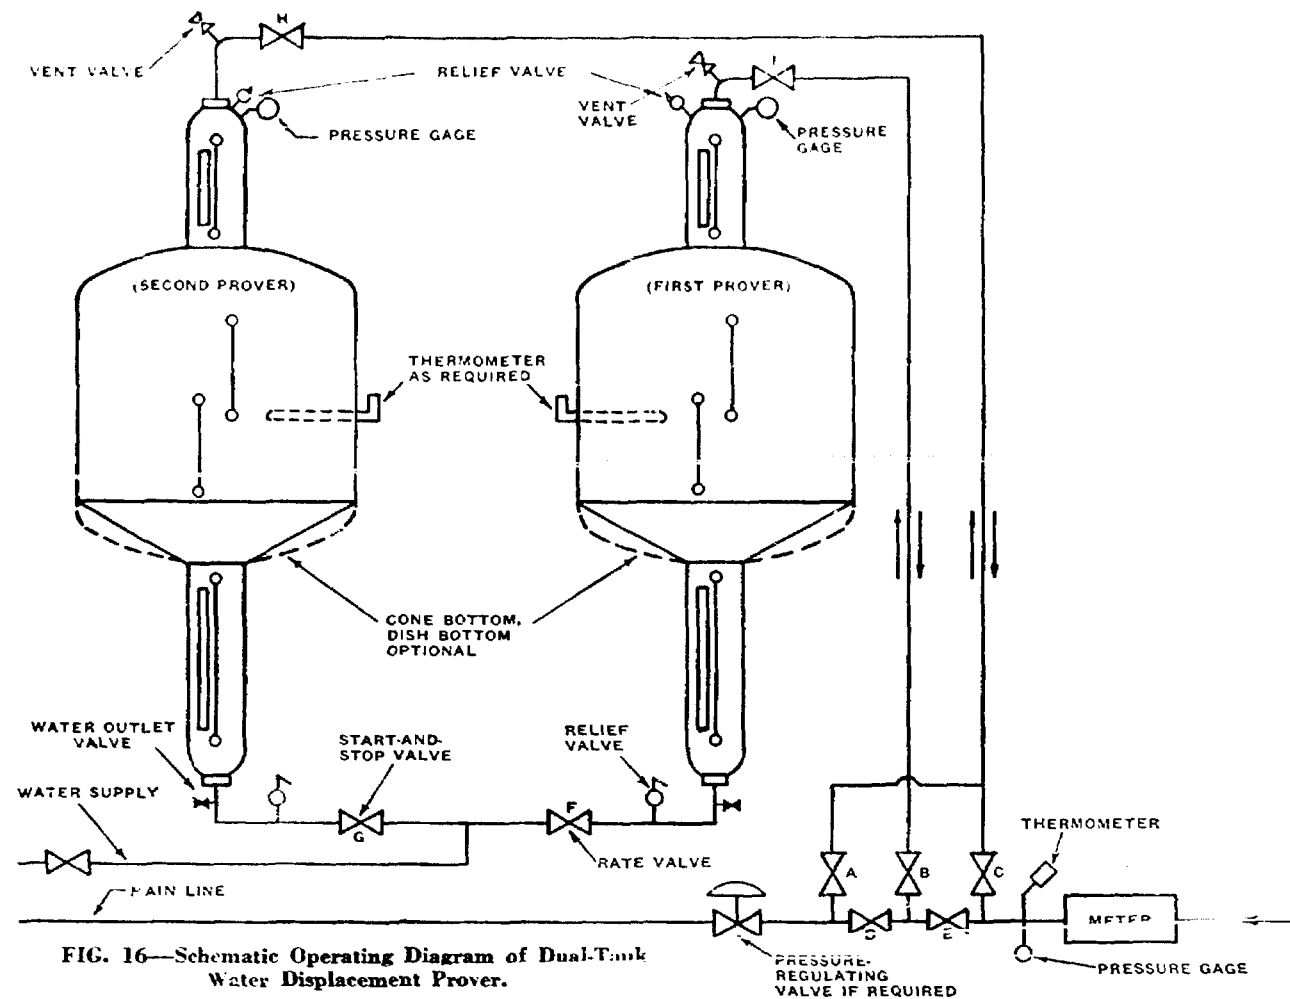 H
VENT VALVE
RELIEF VALVE
I
VENT
VALVE
PRESSURE GAGE
PRESSURE
GAGE
(SECOND PROVER)
(FIRST PROVER)
THERMOMETER
AS REQUIRED
CONE BOTTOM,
DISH BOTTOM
OPTIONAL
WATER OUTLET
VALVE
START-AND-
STOP VALVE
RELIEF
VALVE
WATER SUPPLY
G
F
RATE VALVE
THERMOMETER
A
B
C
MAIN LINE
D
E
METER
FIG. 16—Schematic Operating Diagram of Dual-Tank
Water Displacement Prover.
PRESSURE-
REGULATING
VALVE IF REQUIRED
PRESSURE GAGE